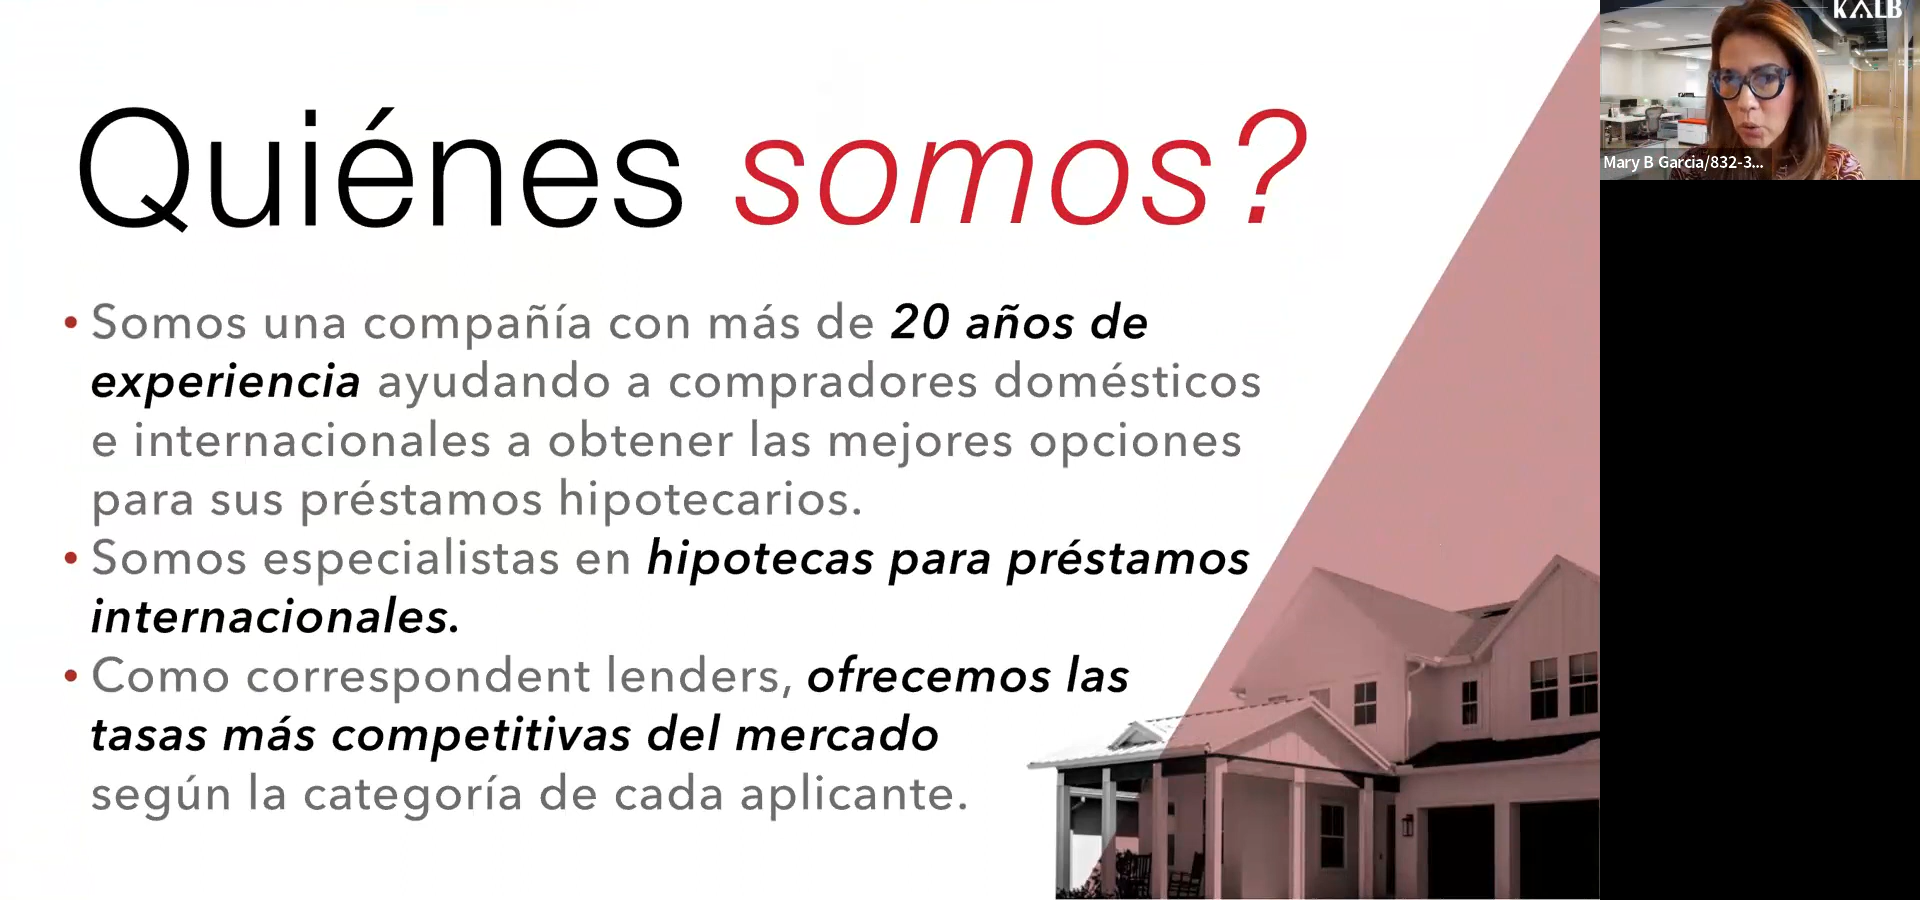 Quiénes somos?
• Somos una compañía con más de 20 años de
experiencia ayudando a compradores domésticos
e internacionales a obtener las mejores opciones
para sus préstamos hipotecarios.
• Somos especialistas en hipotecas para préstamos
internacionales.
• Como correspondent lenders, ofrecemos las
tasas más competitivas del mercado
según la categoría de cada aplicante.
KALB
Mary B Garcia/832-3...